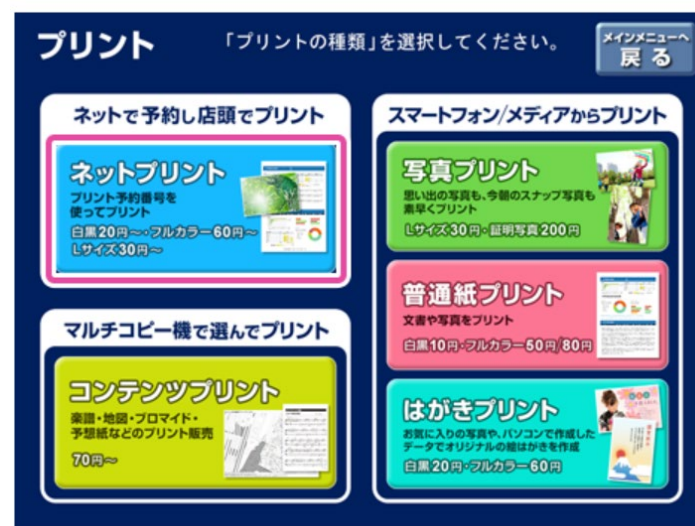 プリント
「プリントの種類」を選択してください。
メインメニューへ
戻る
ネットで予約し店頭でプリント
ネットプリント
プリント予約番号を
使ってプリント
白黒20円～・フルカラー60円～
Lサイズ30円～
マルチコピー機で選んでプリント
コンテンツプリント
楽譜・地図・ブロマイド・
予想紙などのプリント販売
70円～
スマートフォン/メディアからプリント
写真プリント
思い出の写真も、今朝のスナップ写真も
素早くプリント
Lサイズ30円・証明写真200円
普通紙プリント
文書や写真をプリント
白黒10円・フルカラー50円/80円
はがきプリント
お気に入りの写真や、パソコンで作成した
データでオリジナルの絵はがきを作成
白黒20円・フルカラー60円